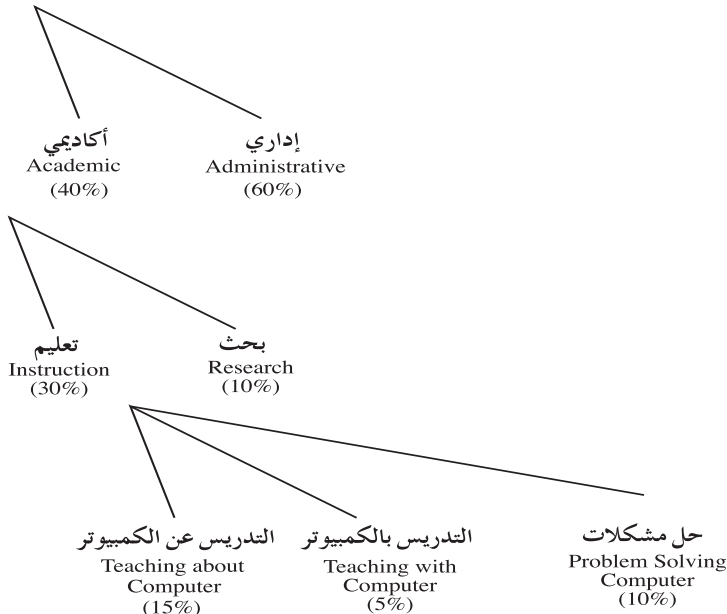 أكاديمي
Academic
(40%)
إداري
Administrative
(60%)
تعليم
Instruction
(30%)
بحث
Research
(10%)
التدريس عن الكمبيوتر
Teaching about
Computer
(15%)
التدريس بالكمبيوتر
Teaching with
Computer
(5%)
حل مشكلات
Problem Solving
Computer
(10%)